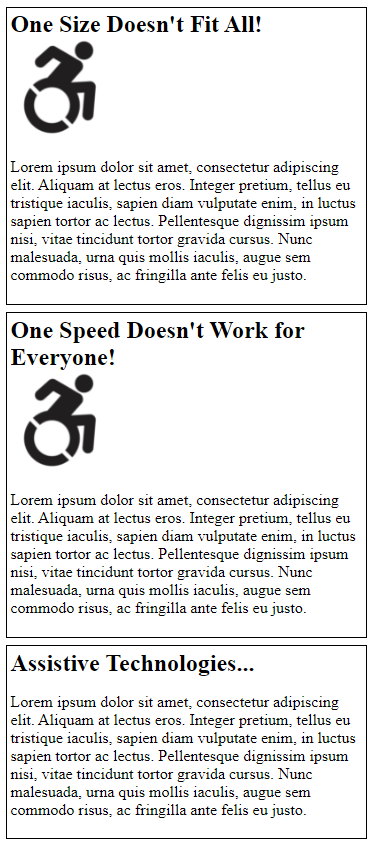 One Size Doesn't Fit All!
Lorem ipsum dolor sit amet, consectetur adipiscing
elit. Aliquam at lectus eros. Integer pretium, tellus eu
tristique iaculis, sapien diam vulputate enim, in luctus
sapien tortor ac lectus. Pellentesque dignissim ipsum
nisi, vitae tincidunt tortor gravida cursus. Nunc
malesuada, urna quis mollis iaculis, augue sem
commodo risus, ac fringilla ante felis eu justo.
One Speed Doesn't Work for
Everyone!
Lorem ipsum dolor sit amet, consectetur adipiscing
elit. Aliquam at lectus eros. Integer pretium, tellus eu
tristique iaculis, sapien diam vulputate enim, in luctus
sapien tortor ac lectus. Pellentesque dignissim ipsum
nisi, vitae tincidunt tortor gravida cursus. Nunc
malesuada, urna quis mollis iaculis, augue sem
commodo risus, ac fringilla ante felis eu justo.
Assistive Technologies...
Lorem ipsum dolor sit amet, consectetur adipiscing
elit. Aliquam at lectus eros. Integer pretium, tellus eu
tristique iaculis, sapien diam vulputate enim, in luctus
sapien tortor ac lectus. Pellentesque dignissim ipsum
nisi, vitae tincidunt tortor gravida cursus. Nunc
malesuada, urna quis mollis iaculis, augue sem
commodo risus, ac fringilla ante felis eu justo.